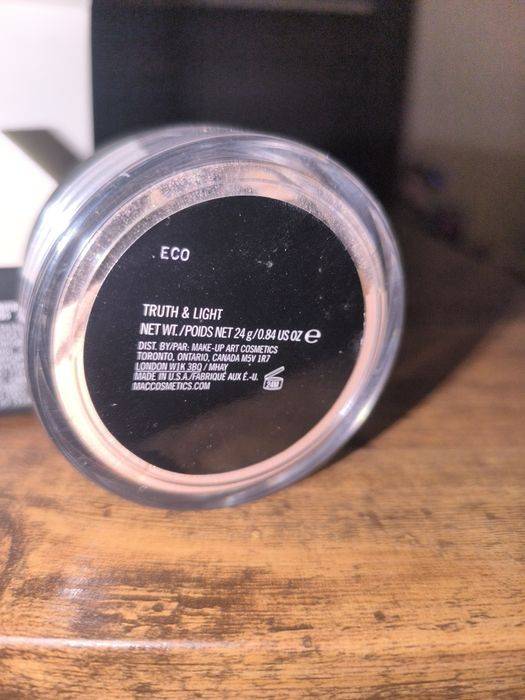 ECO
TRUTH & LIGHT
NET WT./POIDS NET 24 g/0.84 US OZ ℮
DIST. BY/PAR: MAKE-UP ART COSMETICS
TORONTO, ONTARIO, CANADA M5V 1R7
LONDON W1K 3BQ / MHAY
MADE IN U.S.A./FABRIQUÉ AUX É.-U.
MACCOSMETICS.COM
24M